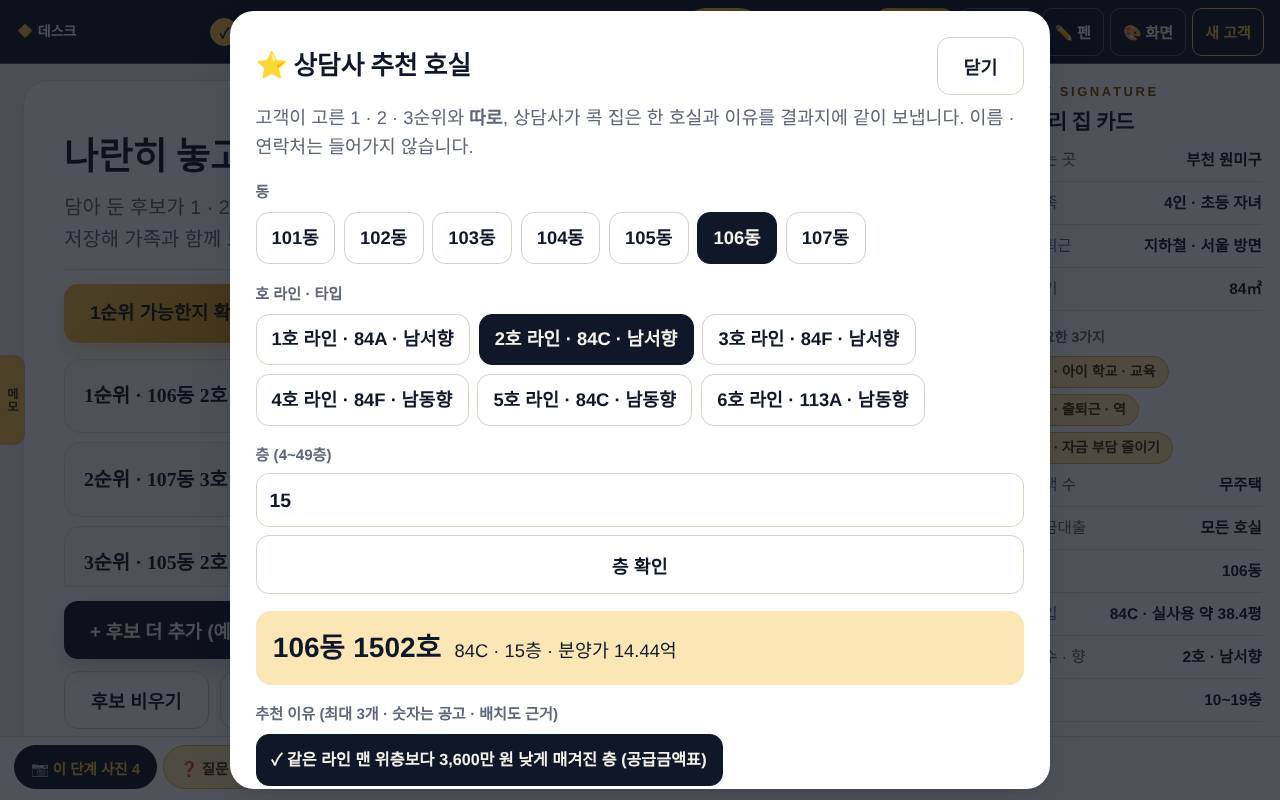 ◆ 데스크
✓
✏️ 펜
🎨 화면
새 고객
⭐ 상담사 추천 호실
닫기
고객이 고른 1 · 2 · 3순위와 따로, 상담사가 콕 집은 한 호실과 이유를 결과지에 같이 보냅니다. 이름 ·
연락처는 들어가지 않습니다.
동
101동
102동
103동
104동
105동
106동
107동
호 라인 · 타입
1호 라인 · 84A · 남서향
2호 라인 · 84C · 남서향
3호 라인 · 84F · 남서향
4호 라인 · 84F · 남동향
5호 라인 · 84C · 남동향
6호 라인 · 113A · 남동향
층 (4~49층)
15
층 확인
106동 1502호 84C · 15층 · 분양가 14.44억
추천 이유 (최대 3개 · 숫자는 공고 · 배치도 근거)
✓ 같은 라인 맨 위층보다 3,600만 원 낮게 매겨진 층 (공급금액표)
나란히 놓고
담아 둔 후보가 1 · 2
저장해 가족과 함께
1순위 가능한지 확
1순위 · 106동 2호
2순위 · 107동 3호
3순위 · 105동 2호
+ 후보 더 추가 (예
후보 비우기
메모
📷 이 단계 사진 4
❓ 질문
SIGNATURE
리 집 카드
곳 부천 원미구
4인 · 초등 자녀
퇴근 지하철 · 서울 방면
84㎡
한 3가지
· 아이 학교 · 교육
· 출퇴근 · 역
· 자금 부담 줄이기
택 수 무주택
금대출 모든 호실
106동
84C · 실사용 약 38.4평
수 · 향 2호 · 남서향
10~19층